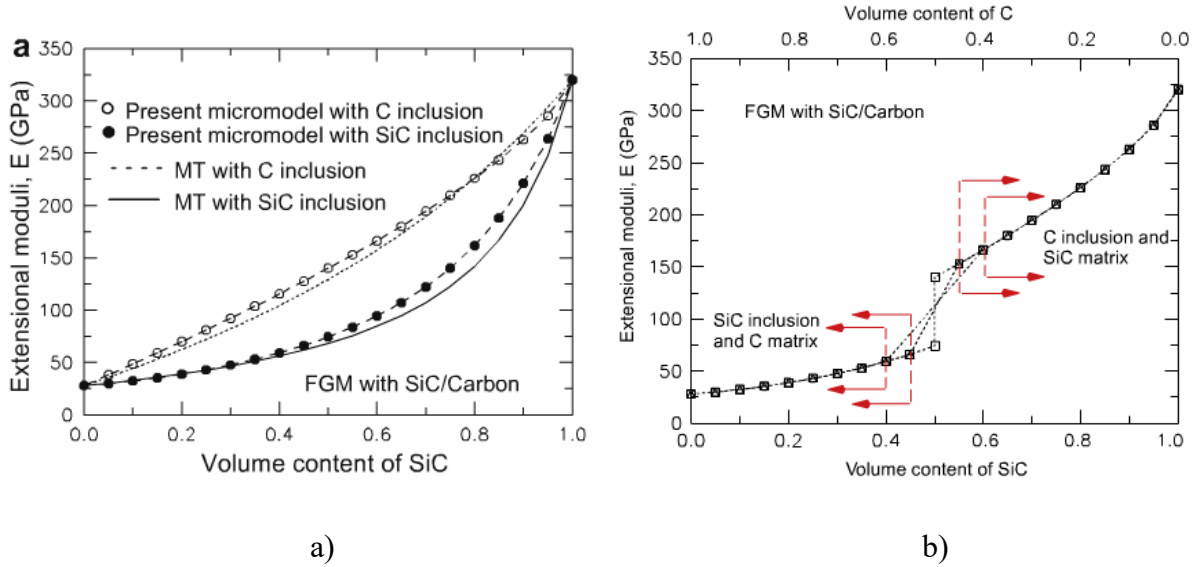 a
350
300
250
200
150
100
50
0
Extensional moduli, E (GPa)
Present micromodel with C inclusion
Present micromodel with SiC inclusion
MT with C inclusion
MT with SiC inclusion
FGM with SiC/Carbon
0.0 0.2 0.4 0.6 0.8 1.0
Volume content of SiC
a)
b
Volume content of C
1.0 0.8 0.6 0.4 0.2 0.0
350
300
250
200
150
100
50
0
Extensional moduli, E (GPa)
FGM with SiC/Carbon
C inclusion and
SiC matrix
SiC inclusion
and C matrix
0.0 0.2 0.4 0.6 0.8 1.0
Volume content of SiC
b)